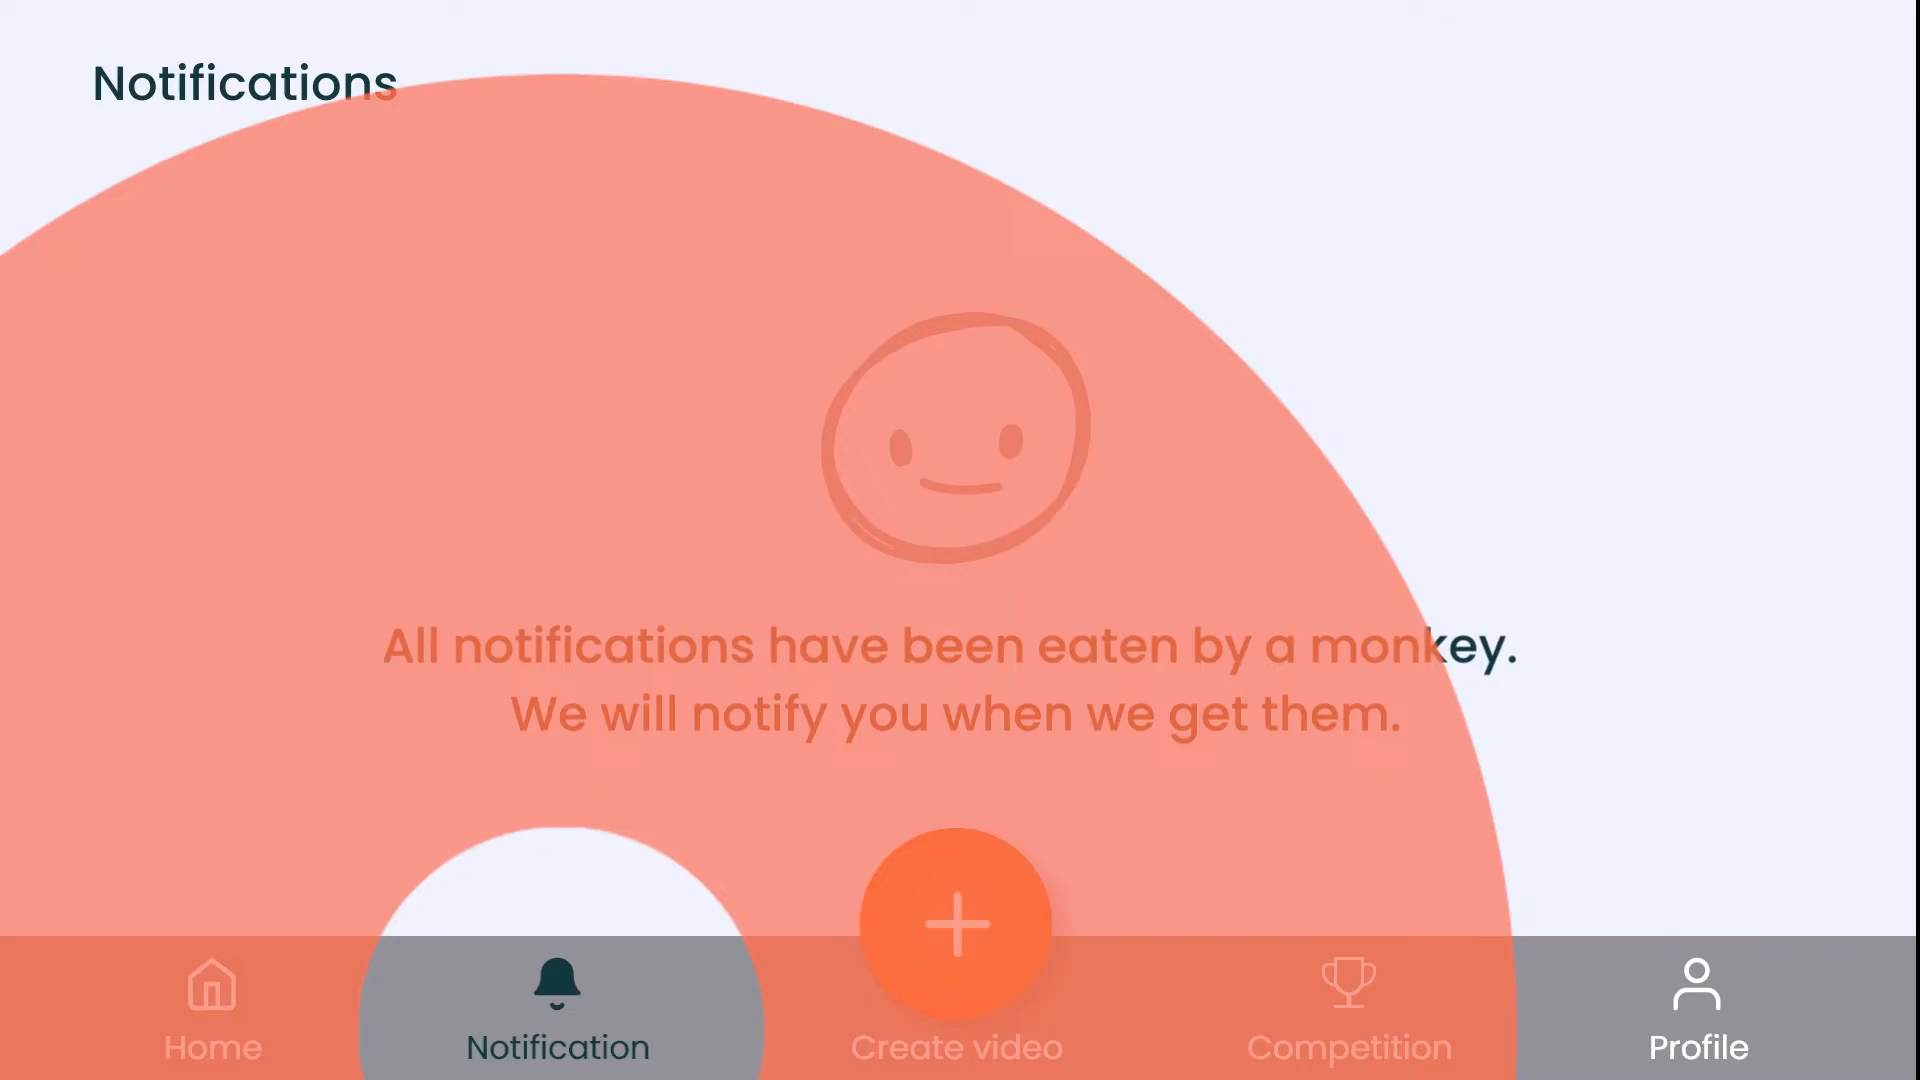 Notifications
All notifications have been eaten by a monkey.
We will notify you when we get them.
Home
Notification
Create video
Competition
Profile